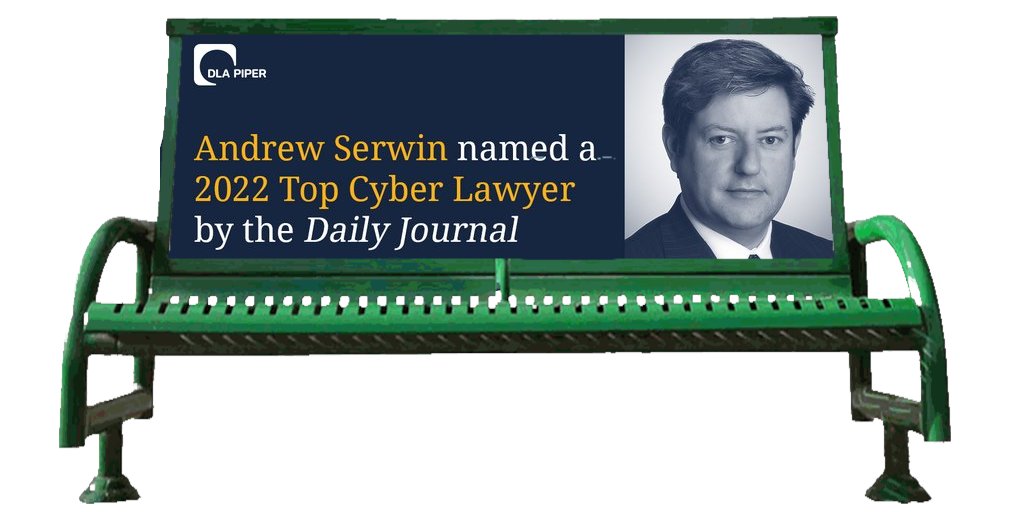 DLA PIPER
Andrew Serwin named a
2022 Top Cyber Lawyer
by the Daily Journal